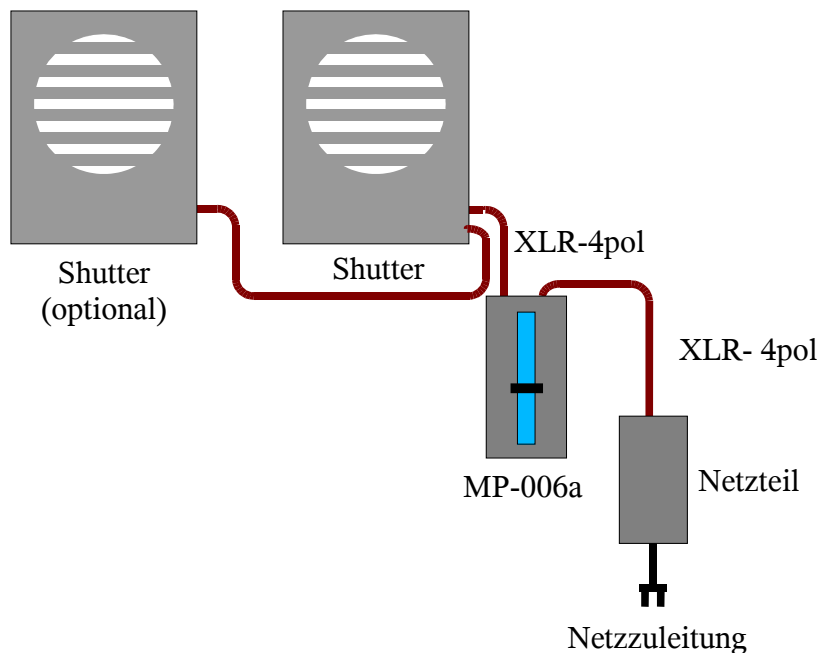 Shutter
(optional)
Shutter
XLR-4pol
XLR- 4pol
MP-006a
Netzteil
Netzzuleitung